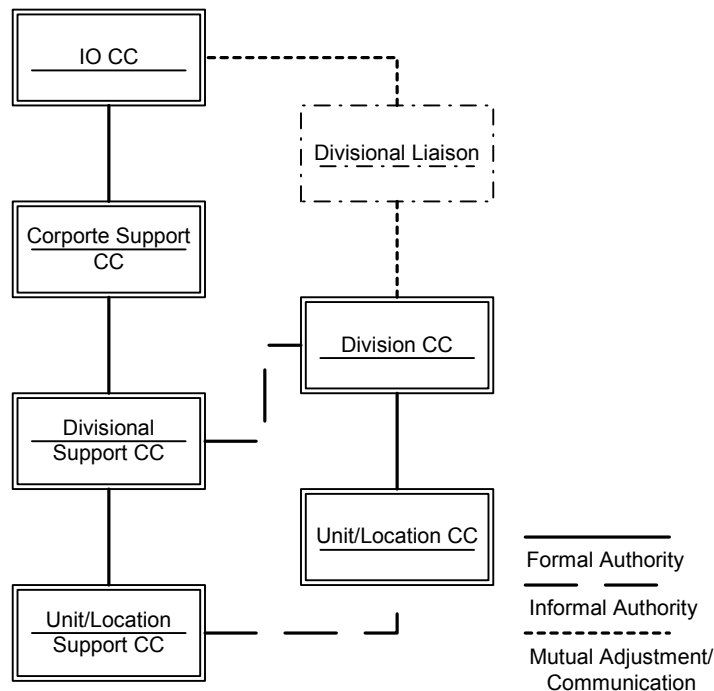 IO CC
Divisional Liaison
Corporte Support
CC
Division CC
Divisional
Support CC
Unit/Location CC
Formal Authority
Informal Authority
Unit/Location
Support CC
Mutual Adjustment/
Communication